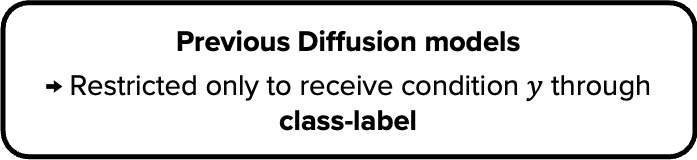 Previous Diffusion models
→ Restricted only to receive condition y through
class-label